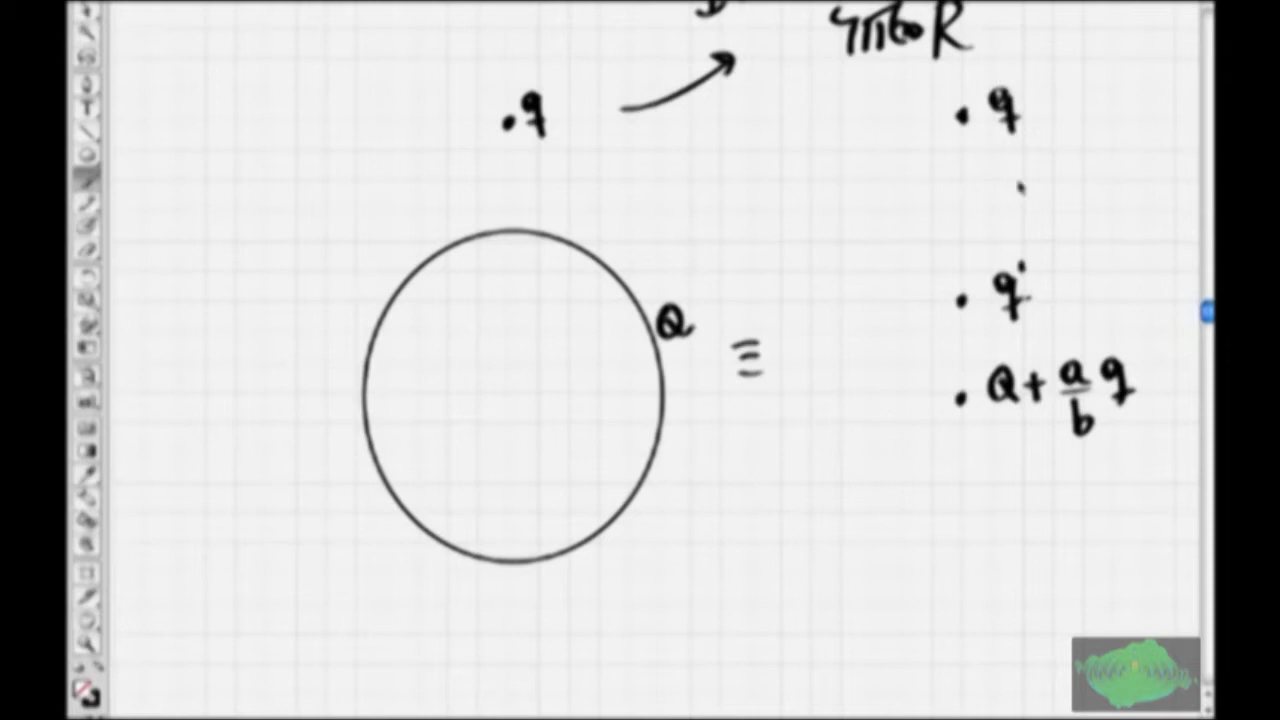 4πϵ₀R
q
q
q'
Q
≡
Q + a/b q